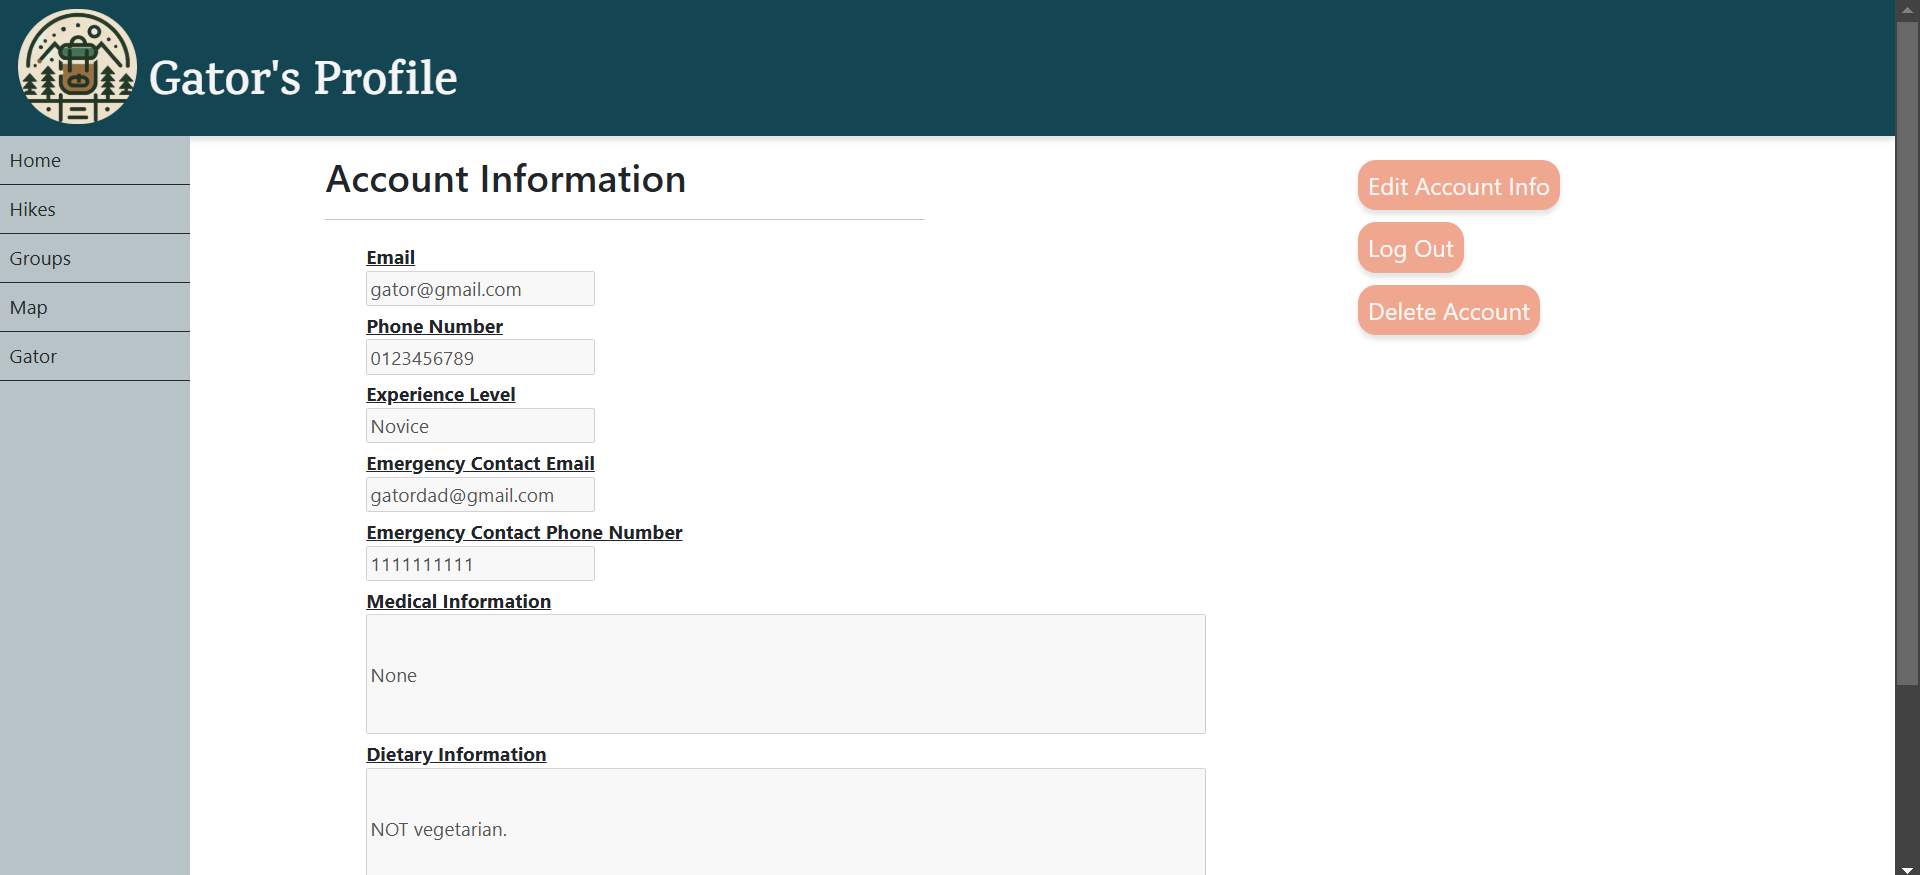 Gator's Profile
Home
Hikes
Groups
Map
Gator
Account Information
Email
gator@gmail.com
Phone Number
0123456789
Experience Level
Novice
Emergency Contact Email
gatordad@gmail.com
Emergency Contact Phone Number
1111111111
Medical Information
None
Dietary Information
NOT vegetarian.
Edit Account Info
Log Out
Delete Account